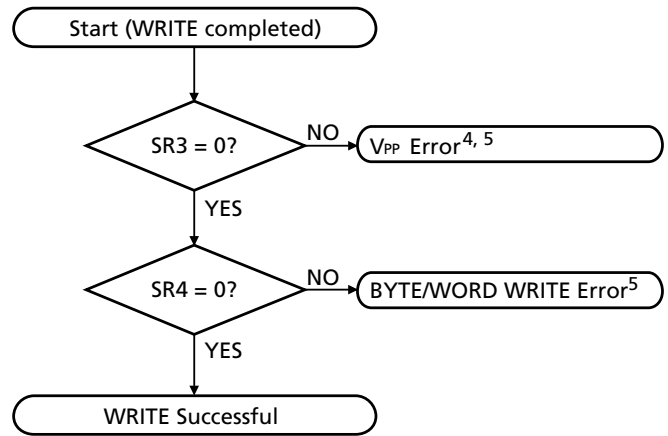 Start (WRITE completed)
SR3 = 0?
NO
VPP Error4, 5
YES
SR4 = 0?
NO
BYTE/WORD WRITE Error5
YES
WRITE Successful